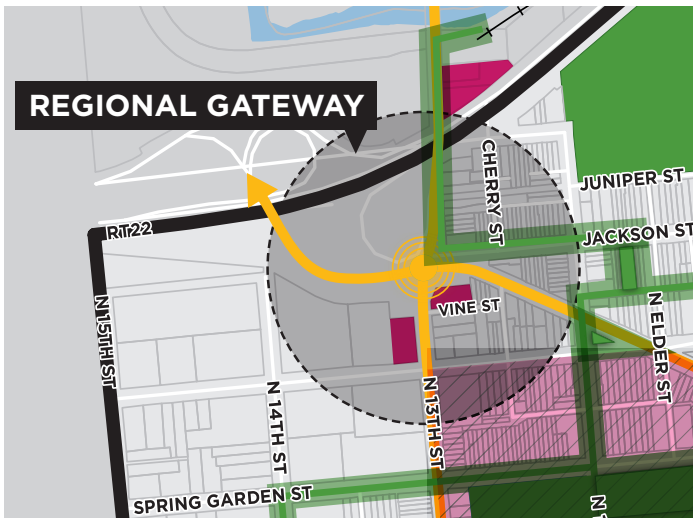 REGIONAL GATEWAY
CHERRY ST
JUNIPER ST
RT22
JACKSON ST
N 15TH ST
VINE ST
N ELDER ST
N 14TH ST
N 13TH ST
SPRING GARDEN ST
N